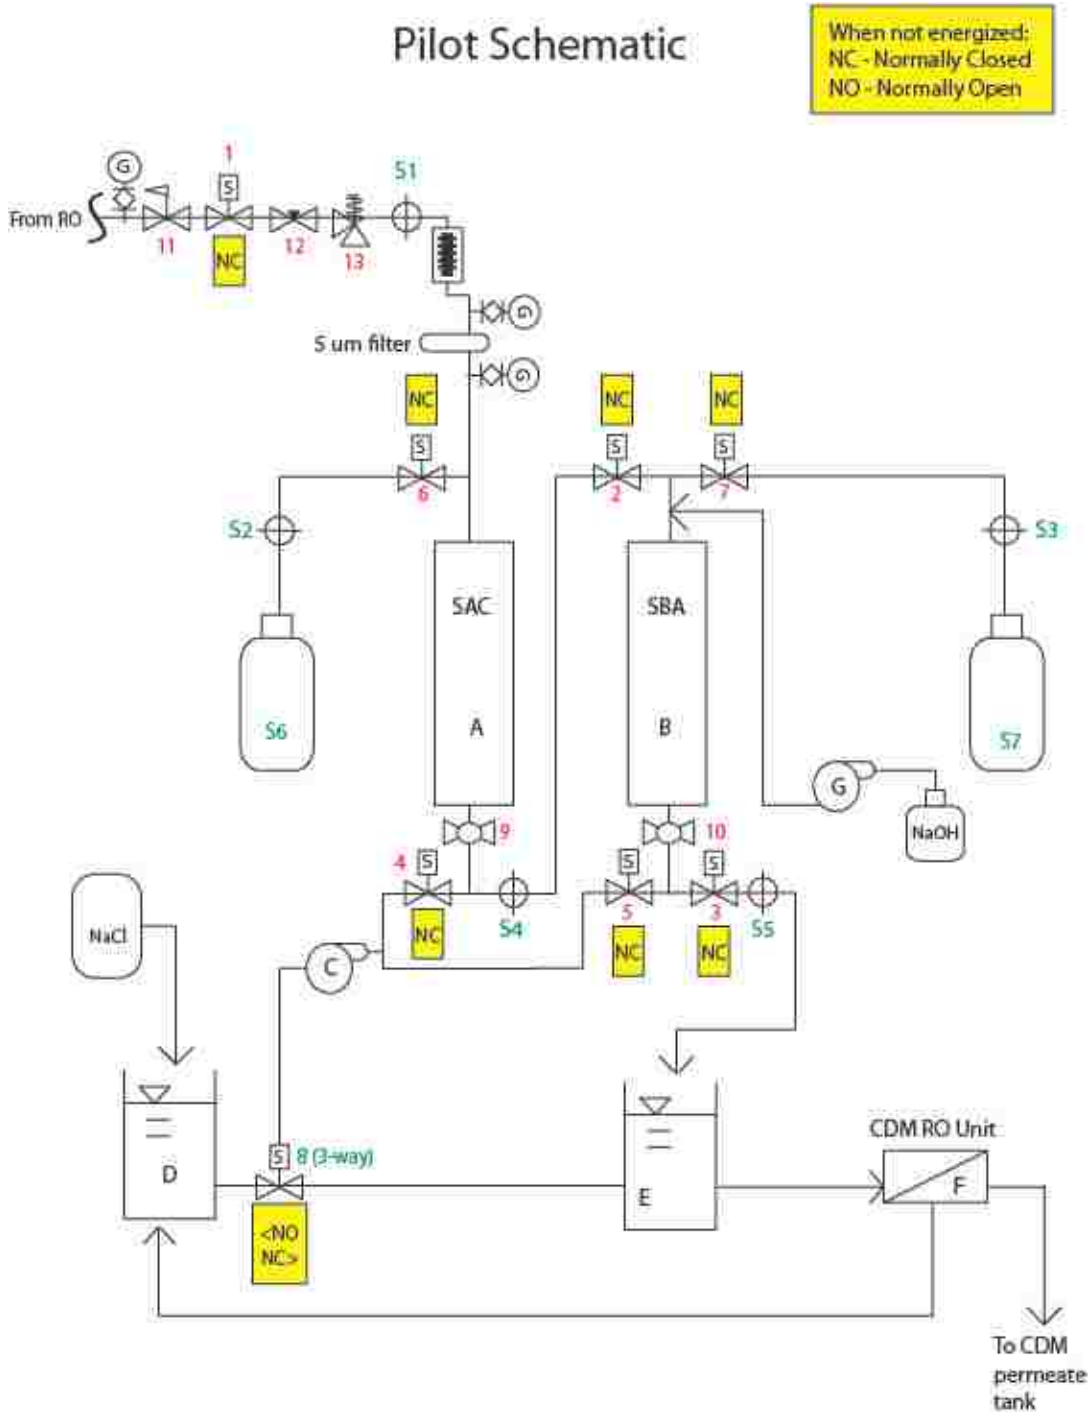 Pilot Schematic
When not energized:
NC - Normally Closed
NO - Normally Open
G
1
S
S1
From RO
11
NC
12
13
G
5 um filter
G
NC
NC
NC
S
S
S
6
2
7
S2
S3
SAC
SBA
S6
A
B
S7
G
NaOH
9
10
4
S
S
S
S4
5
3
S5
NC
NC
NC
NaCl
C
S
8 (3-way)
D
E
<NO
NC>
CDM RO Unit
F
To CDM
permeate
tank